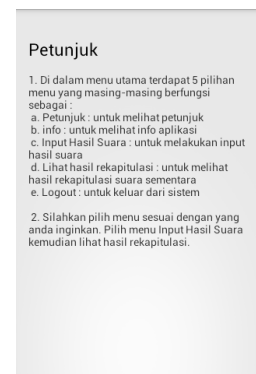 Petunjuk
1. Di dalam menu utama terdapat 5 pilihan
menu yang masing-masing berfungsi
sebagai :
a. Petunjuk : untuk melihat petunjuk
b. info : untuk melihat info aplikasi
c. Input Hasil Suara : untuk melakukan input
hasil suara
d. Lihat hasil rekapitulasi : untuk melihat
hasil rekapitulasi suara sementara
e. Logout : untuk keluar dari sistem
2. Silahkan pilih menu sesuai dengan yang
anda inginkan. Pilih menu Input Hasil Suara
kemudian lihat hasil rekapitulasi.